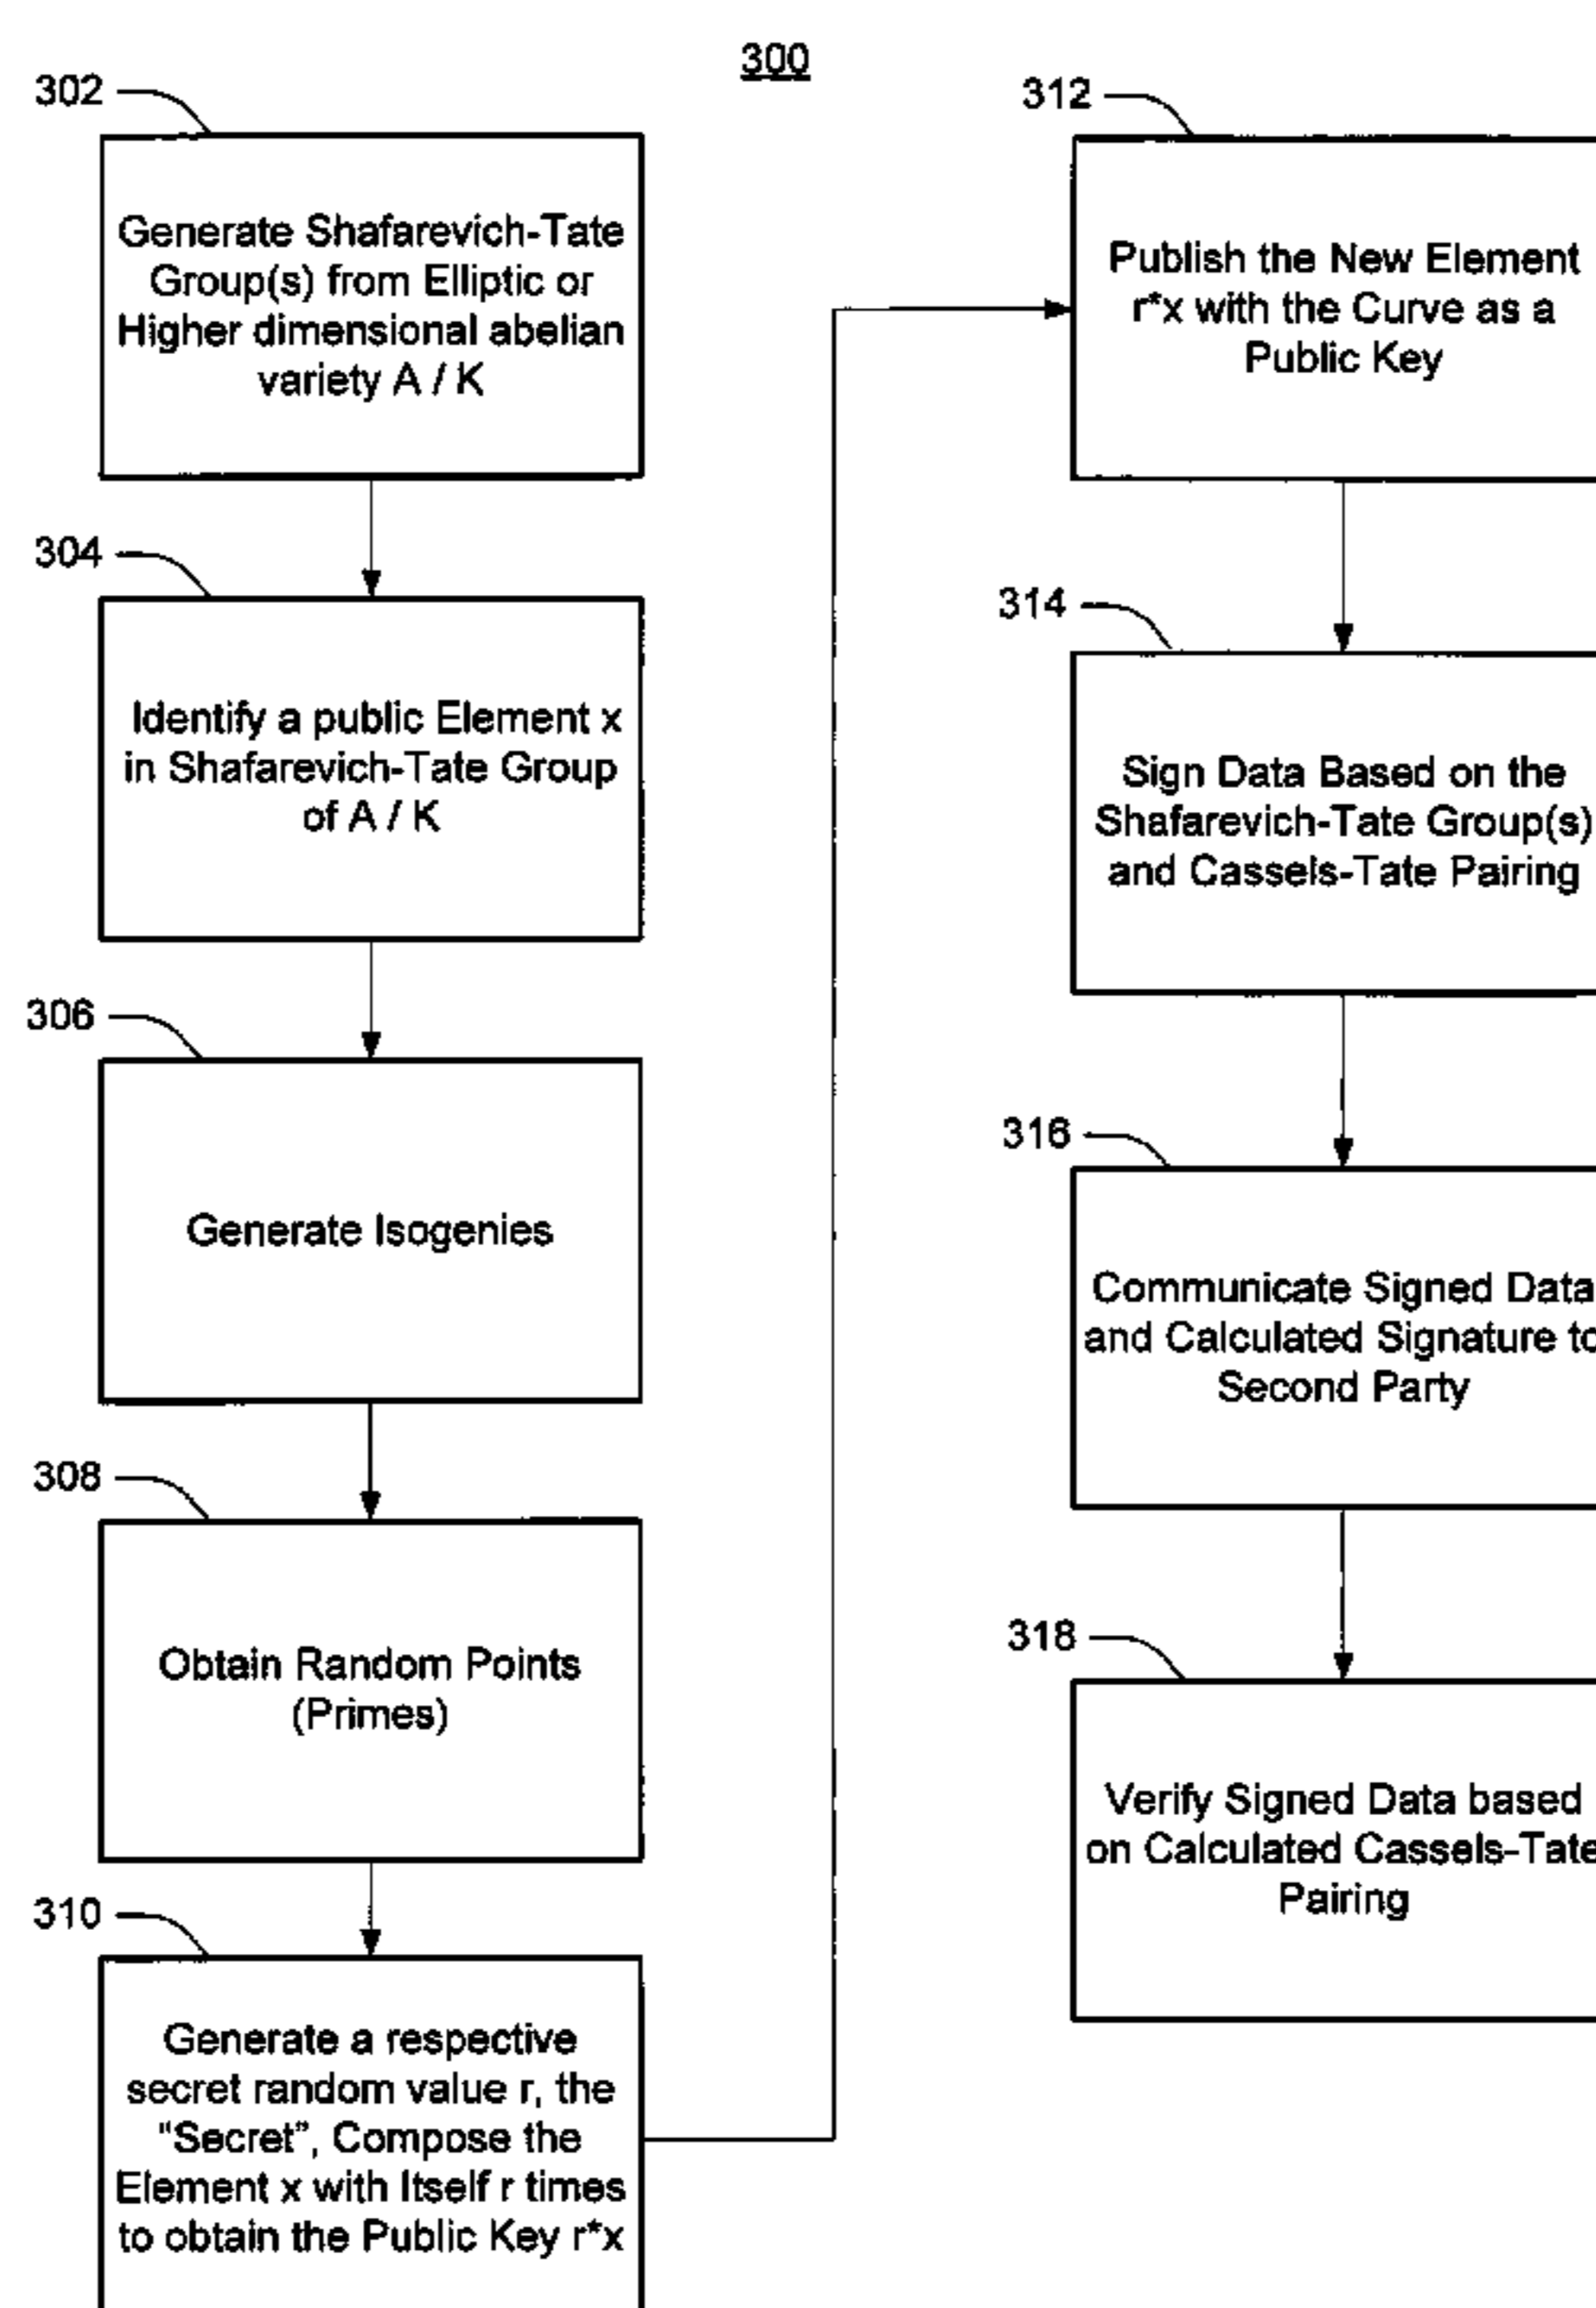 300
302
Generate Shafarevich-Tate
Group(s) from Elliptic or
Higher dimensional abelian
variety A / K
304
Identify a public Element x
in Shafarevich-Tate Group
of A / K
306
Generate Isogenies
308
Obtain Random Points
(Primes)
310
Generate a respective
secret random value r, the
"Secret", Compose the
Element x with Itself r times
to obtain the Public Key r*x
312
Publish the New Element
r*x with the Curve as a
Public Key
314
Sign Data Based on the
Shafarevich-Tate Group(s)
and Cassels-Tate Pairing
316
Communicate Signed Data
and Calculated Signature to
Second Party
318
Verify Signed Data based
on Calculated Cassels-Tate
Pairing